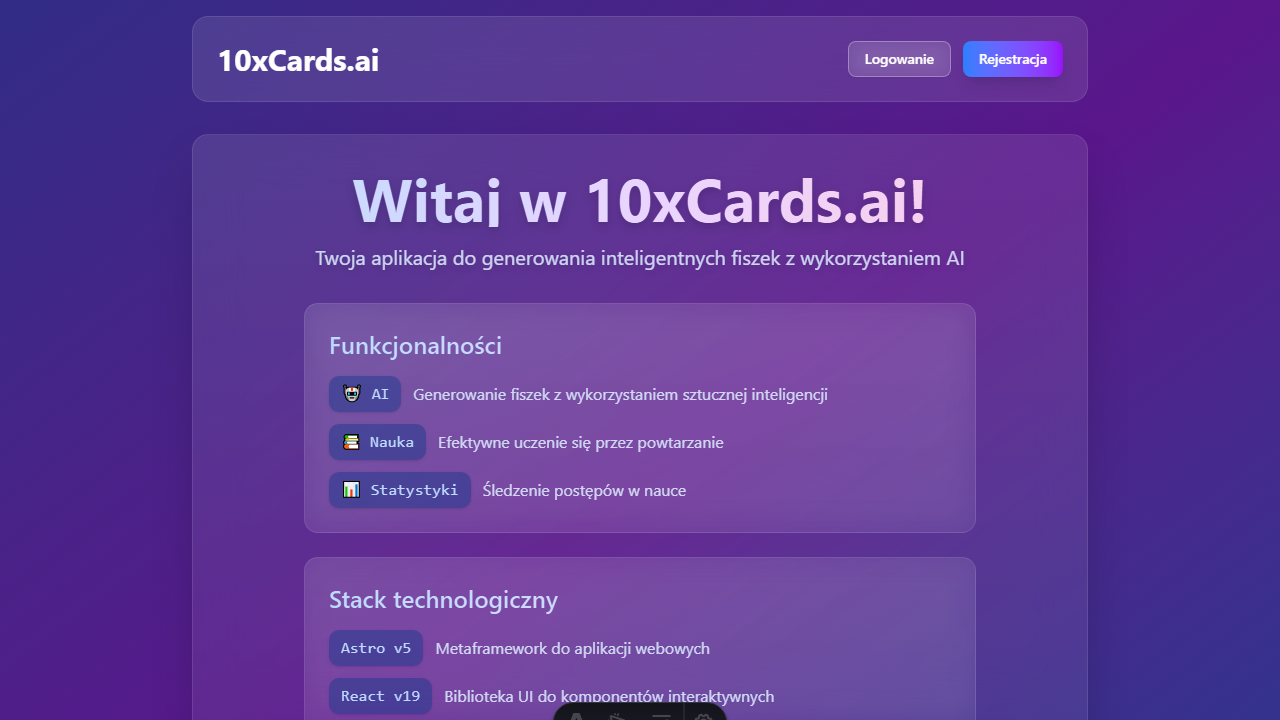 10xCards.ai
Logowanie
Rejestracja
Witaj w 10xCards.ai!
Twoja aplikacja do generowania inteligentnych fiszek z wykorzystaniem AI
Funkcjonalności
AI Generowanie fiszek z wykorzystaniem sztucznej inteligencji
Nauka Efektywne uczenie się przez powtarzanie
Statystyki Śledzenie postępów w nauce
Stack technologiczny
Astro v5 Metaframework do aplikacji webowych
React v19 Biblioteka UI do komponentów interaktywnych